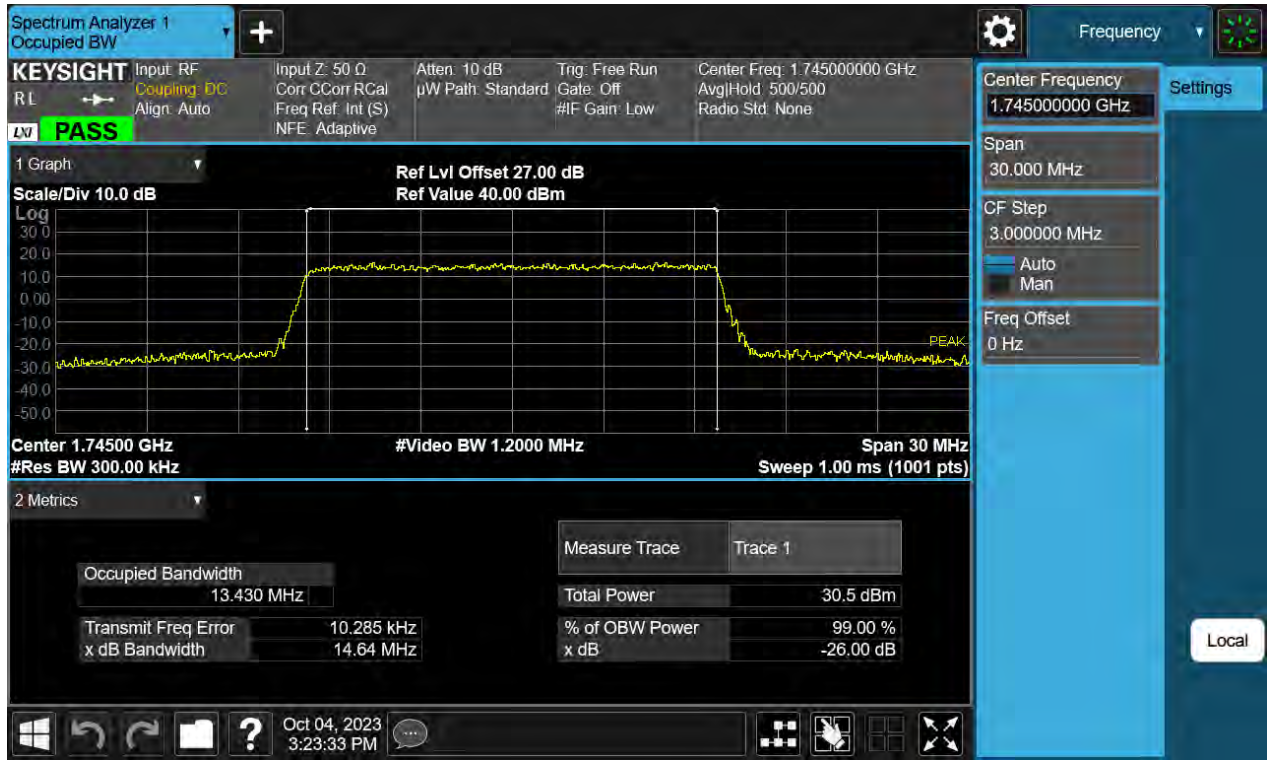 Spectrum Analyzer 1
Occupied BW
+
Frequency
KEYSIGHT
RL
LXI
PASS
Input: RF
Coupling: DC
Align: Auto
Input Z: 50 Ω
Corr CCorr RCal
Freq Ref: Int (S)
NFE: Adaptive
Atten: 10 dB
µW Path: Standard
Trig: Free Run
Gate: Off
#IF Gain: Low
Center Freq: 1.745000000 GHz
Avg|Hold: 500/500
Radio Std: None
1 Graph
Scale/Div 10.0 dB
Ref Lvl Offset 27.00 dB
Ref Value 40.00 dBm
Log
30.0
20.0
10.0
0.00
-10.0
-20.0
-30.0
-40.0
-50.0
PEAK
Center 1.74500 GHz
#Res BW 300.00 kHz
#Video BW 1.2000 MHz
Span 30 MHz
Sweep 1.00 ms (1001 pts)
2 Metrics
Occupied Bandwidth
13.430 MHz
Transmit Freq Error 10.285 kHz
x dB Bandwidth 14.64 MHz
Measure Trace Trace 1
Total Power 30.5 dBm
% of OBW Power 99.00 %
x dB -26.00 dB
?
Oct 04, 2023
3:23:33 PM
Center Frequency
1.745000000 GHz
Span
30.000 MHz
CF Step
3.000000 MHz
Auto
Man
Freq Offset
0 Hz
Settings
Local